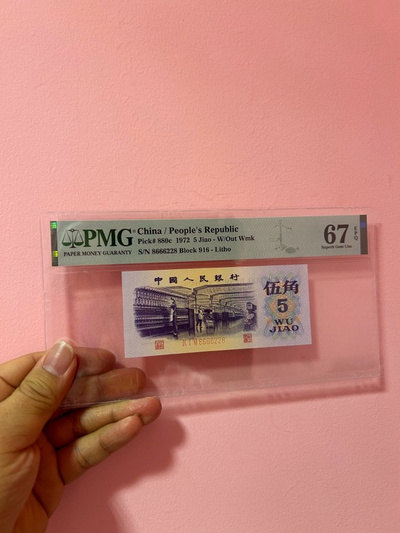 PMG
PAPER MONEY GUARANTY
China / People's Republic
Pick# 880c 1972 5 Jiao - W/Out Wmk
S/N 8666228 Block 916 - Litho
67 EPQ
Superb Gem Unc
中國人民銀行
伍角
5
WU
JIAO
8666228